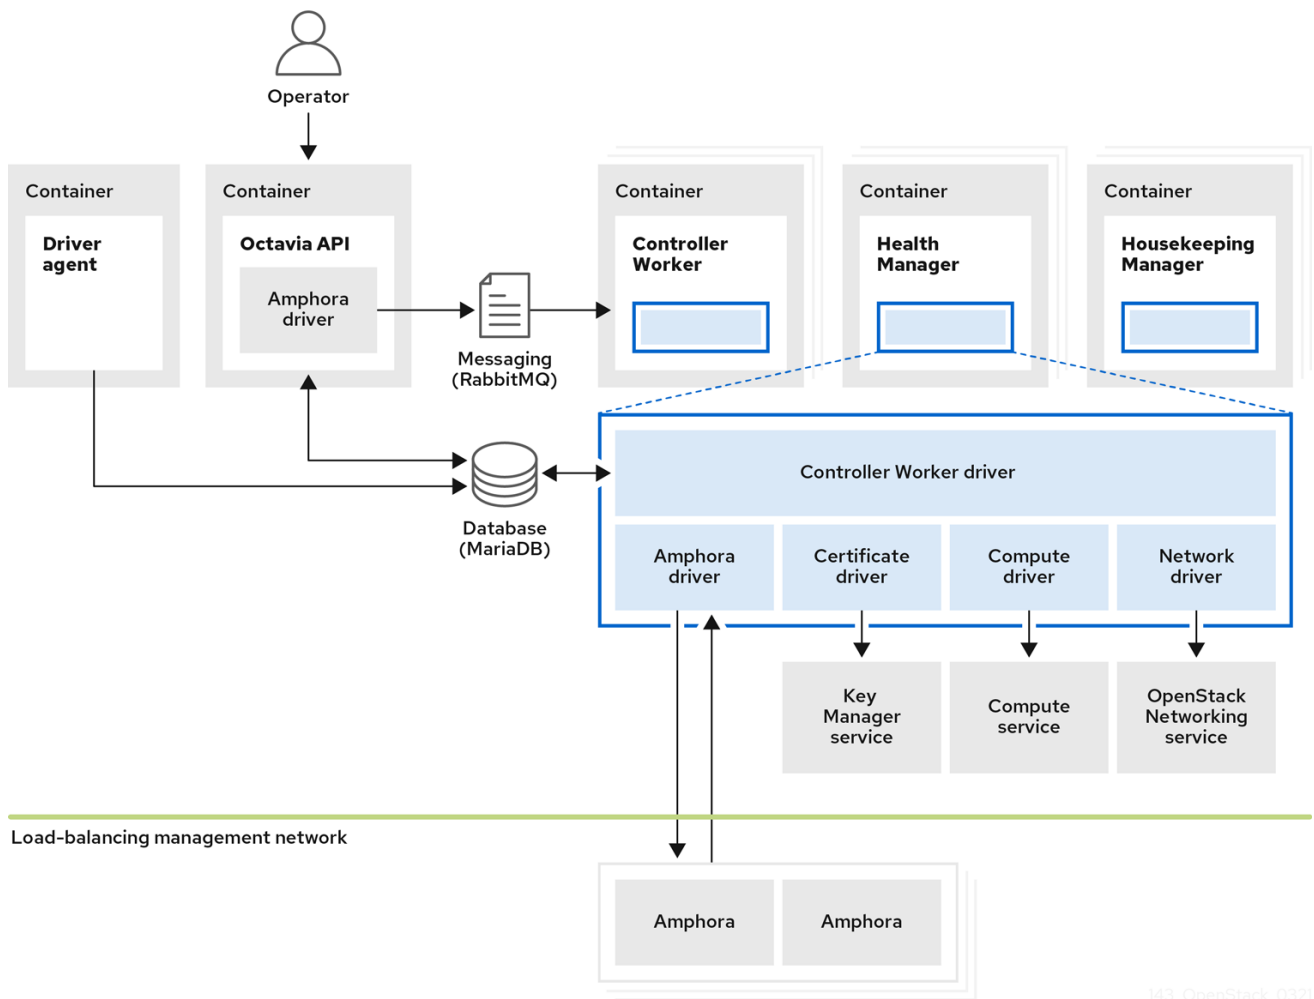 Operator
Container
Driver
agent
Container
Octavia API
Amphora
driver
Messaging
(RabbitMQ)
Container
Controller
Worker
Container
Health
Manager
Container
Housekeeping
Manager
Database
(MariaDB)
Controller Worker driver
Amphora
driver
Certificate
driver
Compute
driver
Network
driver
Key
Manager
service
Compute
service
OpenStack
Networking
service
Load-balancing management network
Amphora
Amphora
143_OpenStack_0321